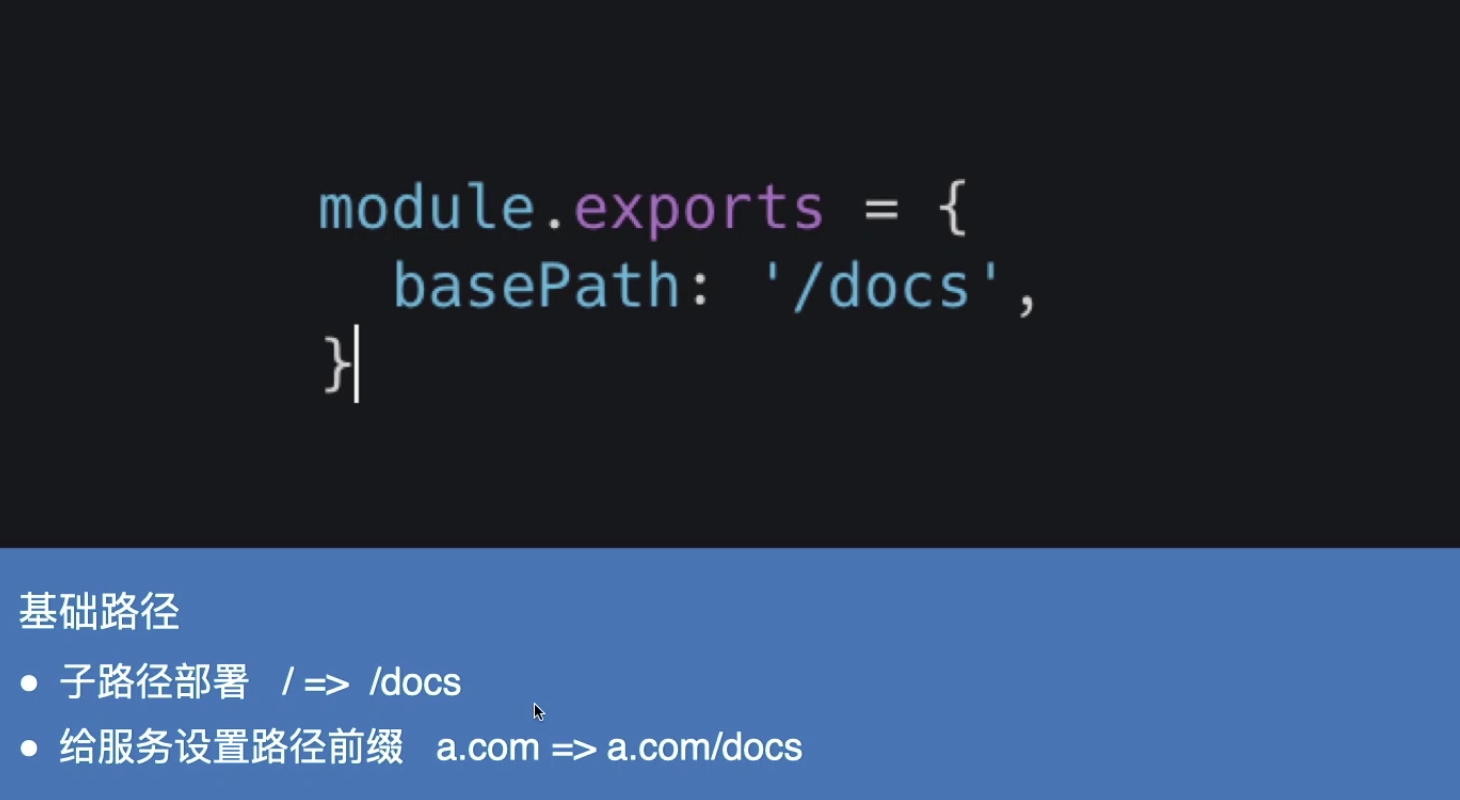 module.exports = {
  basePath: '/docs',
}
基础路径
● 子路径部署 / => /docs
● 给服务设置路径前缀 a.com => a.com/docs